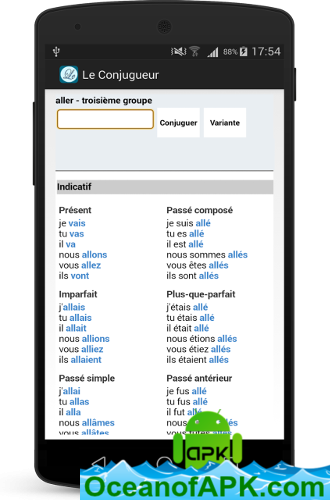 88% 17:54
Le Conjugueur
aller - troisième groupe
Conjuguer Variante
Indicatif
Présent
je vais
tu vas
il va
nous allons
vous allez
ils vont
Passé composé
je suis allé
tu es allé
il est allé
nous sommes allés
vous êtes allés
ils sont allés
Imparfait
j'allais
tu allais
il allait
nous allions
vous alliez
ils allaient
Plus-que-parfait
j'étais allé
tu étais allé
il était allé
nous étions allés
vous étiez allés
ils étaient allés
Passé simple
j'allai
tu allas
il alla
nous allâmes
vous allâtes
Passé antérieur
je fus allé
tu fus allé
il fut
nous
vous
apk
OceanofAPK.com